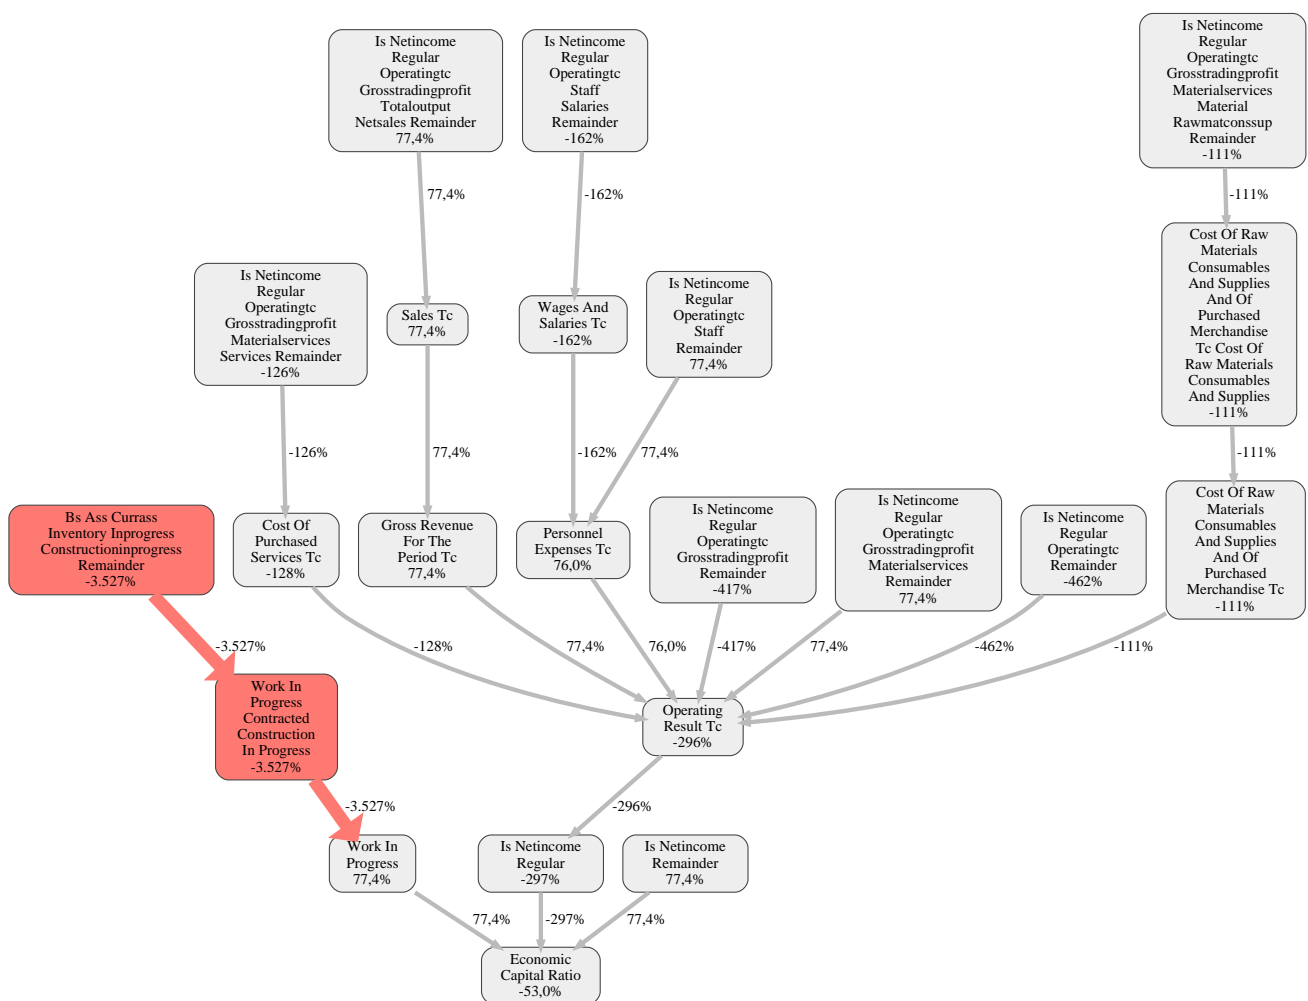 Is Netincome
Regular
Operatingtc
Grosstradingprofit
Totaloutput
Netsales Remainder
77,4%
Is Netincome
Regular
Operatingtc
Staff
Salaries
Remainder
-162%
Is Netincome
Regular
Operatingtc
Grosstradingprofit
Materialservices
Material
Rawmatconssup
Remainder
-111%
77,4%
-162%
-111%
Is Netincome
Regular
Operatingtc
Grosstradingprofit
Materialservices
Services Remainder
-126%
Sales Tc
77,4%
Wages And
Salaries Tc
-162%
Is Netincome
Regular
Operatingtc
Staff
Remainder
77,4%
Cost Of Raw
Materials
Consumables
And Supplies
And Of
Purchased
Merchandise
Tc Cost Of
Raw Materials
Consumables
And Supplies
-111%
-126%
77,4%
-162%
77,4%
-111%
Bs Ass Currass
Inventory Inprogress
Constructioninprogress
Remainder
-3.527%
Cost Of
Purchased
Services Tc
-128%
Gross Revenue
For The
Period Tc
77,4%
Personnel
Expenses Tc
76,0%
Is Netincome
Regular
Operatingtc
Grosstradingprofit
Remainder
-417%
Is Netincome
Regular
Operatingtc
Grosstradingprofit
Materialservices
Remainder
77,4%
Is Netincome
Regular
Operatingtc
Remainder
-462%
Cost Of Raw
Materials
Consumables
And Supplies
And Of
Purchased
Merchandise Tc
-111%
-3.527%
-128%
77,4%
76,0%
-417%
77,4%
-462%
-111%
Work In
Progress
Contracted
Construction
In Progress
-3.527%
Operating
Result Tc
-296%
-3.527%
-296%
Work In
Progress
77,4%
Is Netincome
Regular
-297%
Is Netincome
Remainder
77,4%
77,4%
-297%
77,4%
Economic
Capital Ratio
-53,0%